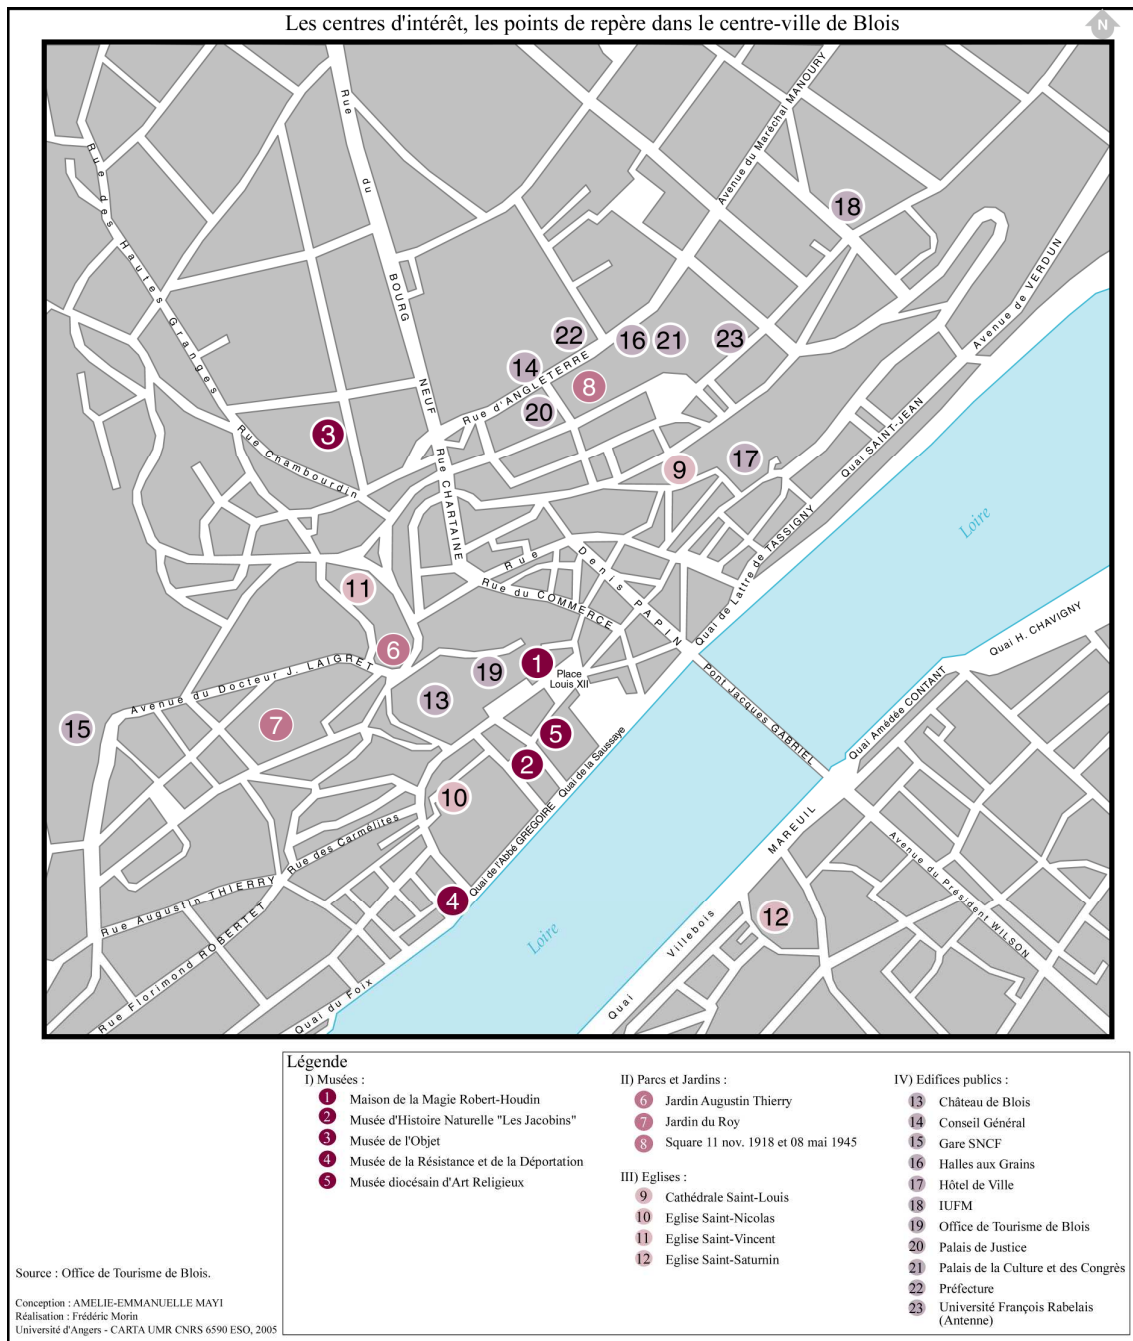 Les centres d'intérêt, les points de repère dans le centre-ville de Blois
N
Avenue du Maréchal MANOURY
Rue des Hautes Granges
Rue du BOURG NEUF
18
Avenue de VERDUN
22
16
21
23
14
Rue d'ANGLETERRE
8
20
3
Rue Chambourdin
Rue CHARTAINE
9
17
Quai SAINT-JEAN
Loire
Quai de Lattre de TASSIGNY
Rue Denis PAPIN
Rue du COMMERCE
11
6
Quai H. CHAVIGNY
Avenue du Docteur J. LAIGRET
19
1
Place
Louis XII
13
Pont Jacques GABRIEL
Quai Amédée CONTANT
15
7
5
2
Quai de la Saussaye
10
Quai de l'Abbé GREGOIRE
Rue des Carmélites
Quai Villebois MAREUIL
Avenue du Président WILSON
Rue Augustin THIERRY
4
12
Rue Florimond ROBERTET
Loire
Quai du Foix
Légende
I) Musées :
1 Maison de la Magie Robert-Houdin
2 Musée d'Histoire Naturelle "Les Jacobins"
3 Musée de l'Objet
4 Musée de la Résistance et de la Déportation
5 Musée diocésain d'Art Religieux
II) Parcs et Jardins :
6 Jardin Augustin Thierry
7 Jardin du Roy
8 Square 11 nov. 1918 et 08 mai 1945
III) Eglises :
9 Cathédrale Saint-Louis
10 Eglise Saint-Nicolas
11 Eglise Saint-Vincent
12 Eglise Saint-Saturnin
IV) Edifices publics :
13 Château de Blois
14 Conseil Général
15 Gare SNCF
16 Halles aux Grains
17 Hôtel de Ville
18 IUFM
19 Office de Tourisme de Blois
20 Palais de Justice
21 Palais de la Culture et des Congrès
22 Préfecture
23 Université François Rabelais
(Antenne)
Source : Office de Tourisme de Blois.
Conception : AMELIE-EMMANUELLE MAYI
Réalisation : Frédéric Morin
Université d'Angers - CARTA UMR CNRS 6590 ESO, 2005